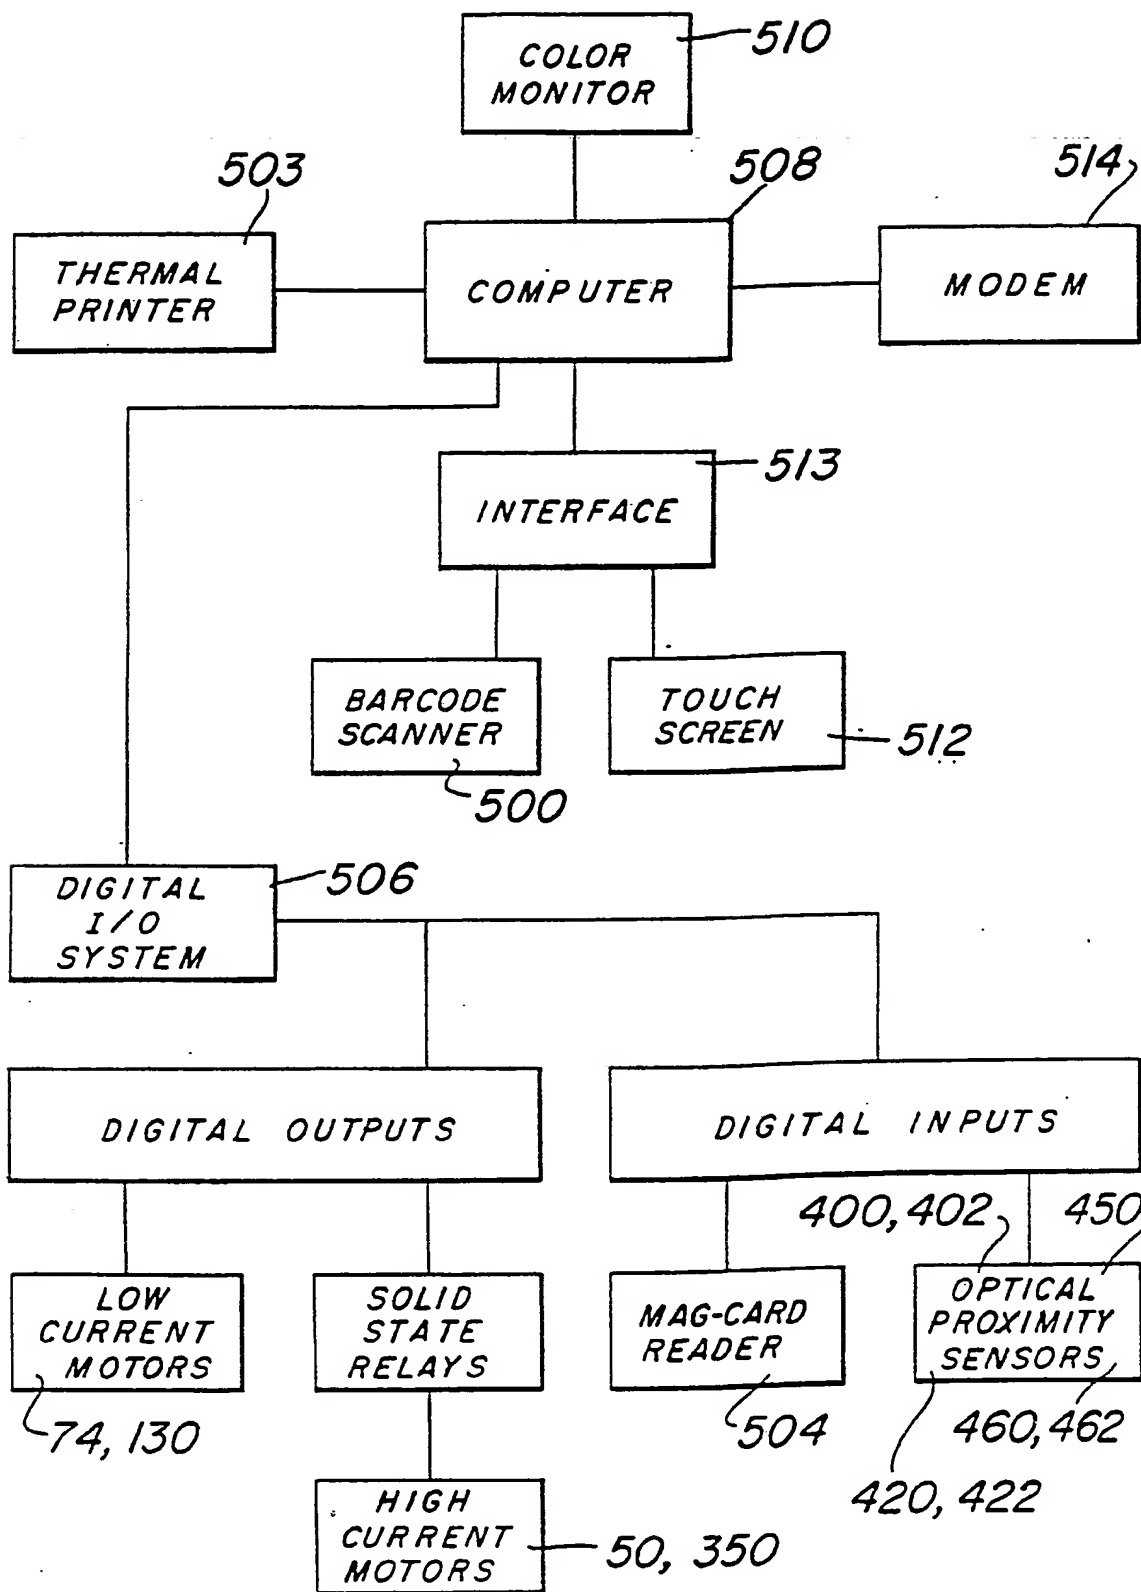 COLOR
MONITOR
510
503
508
514
THERMAL
PRINTER
COMPUTER
MODEM
513
INTERFACE
BARCODE
SCANNER
TOUCH
SCREEN
512
500
DIGITAL
I/O
SYSTEM
506
DIGITAL OUTPUTS
DIGITAL INPUTS
400, 402
450
LOW
CURRENT
MOTORS
SOLID
STATE
RELAYS
MAG-CARD
READER
OPTICAL
PROXIMITY
SENSORS
74, 130
504
460, 462
420, 422
HIGH
CURRENT
MOTORS
50, 350